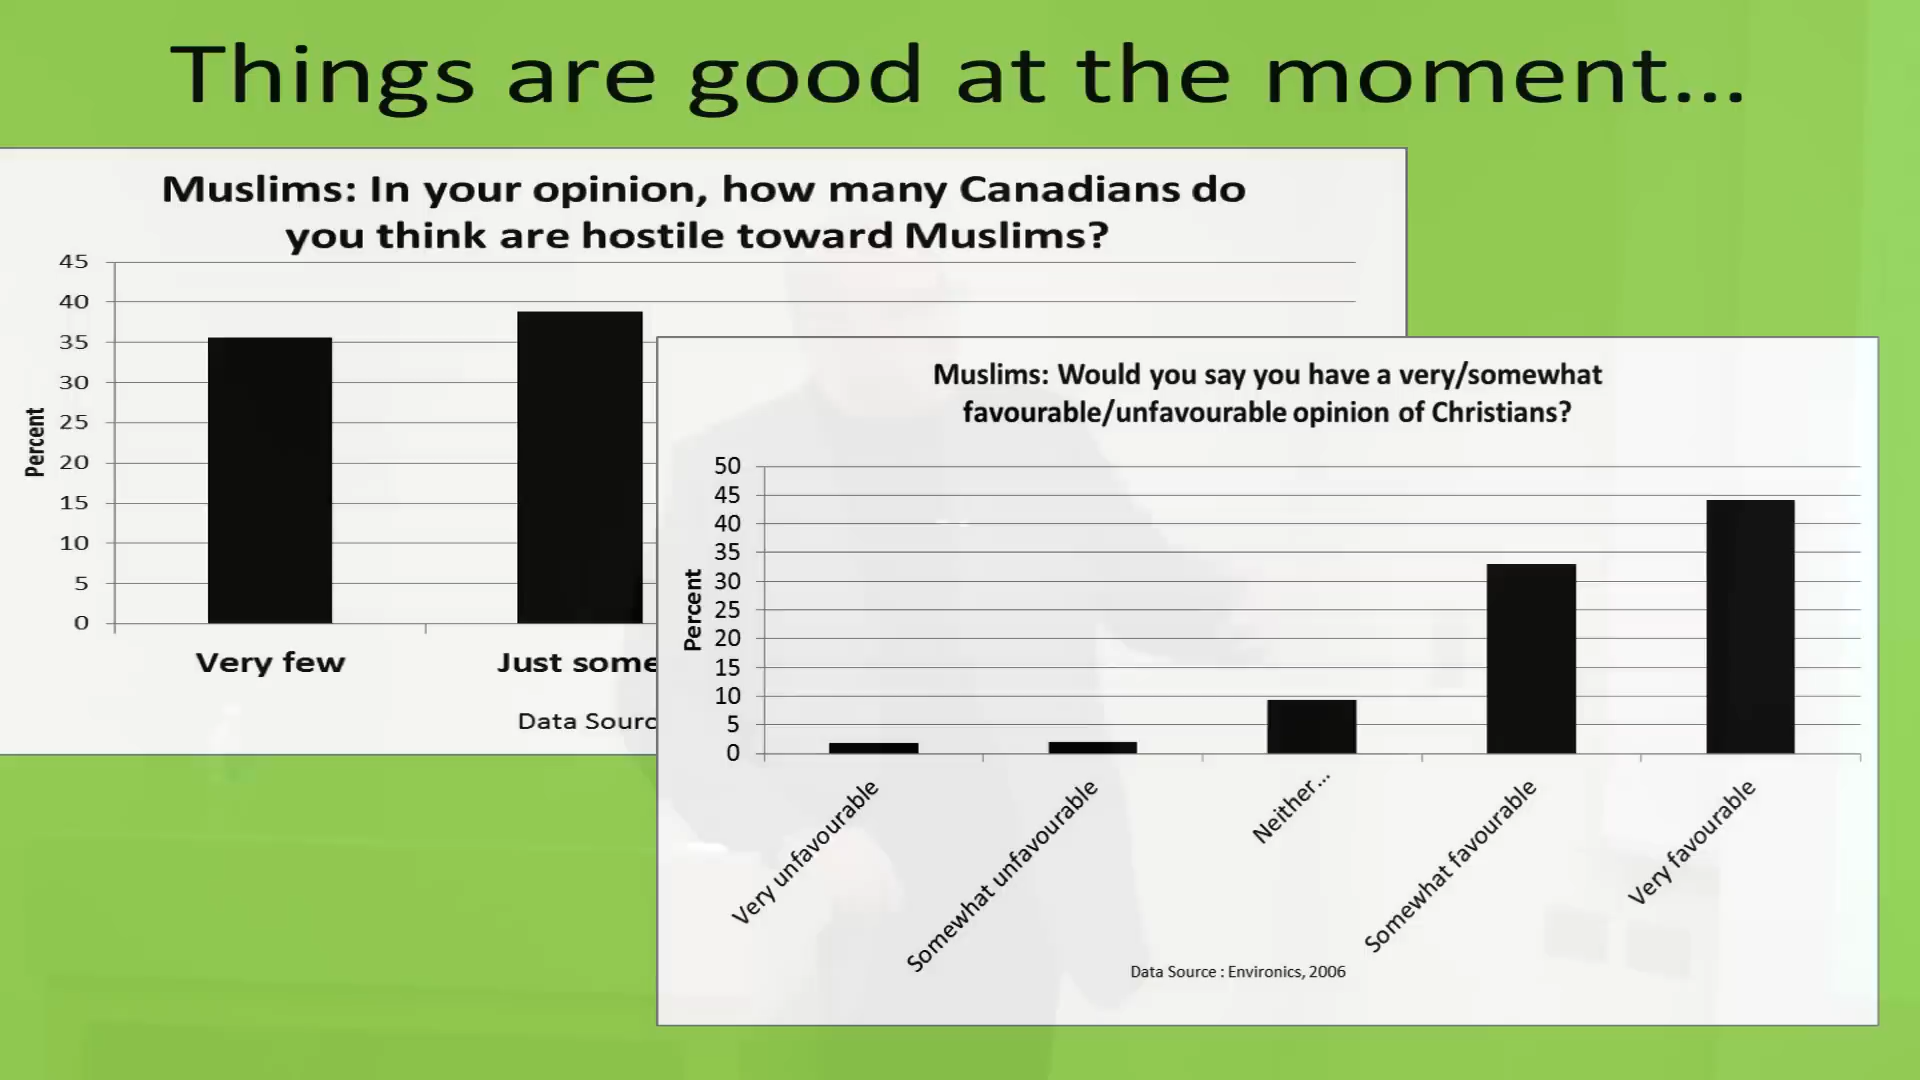 Things are good at the moment...
Muslims: In your opinion, how many Canadians do
you think are hostile toward Muslims?
45
40
35
30
25
20
15
10
5
0
Percent
Very few
Just some
Data Sourc
Muslims: Would you say you have a very/somewhat
favourable/unfavourable opinion of Christians?
50
45
40
35
30
25
20
15
10
5
0
Percent
Very unfavourable
Somewhat unfavourable
Neither...
Somewhat favourable
Very favourable
Data Source : Environics, 2006